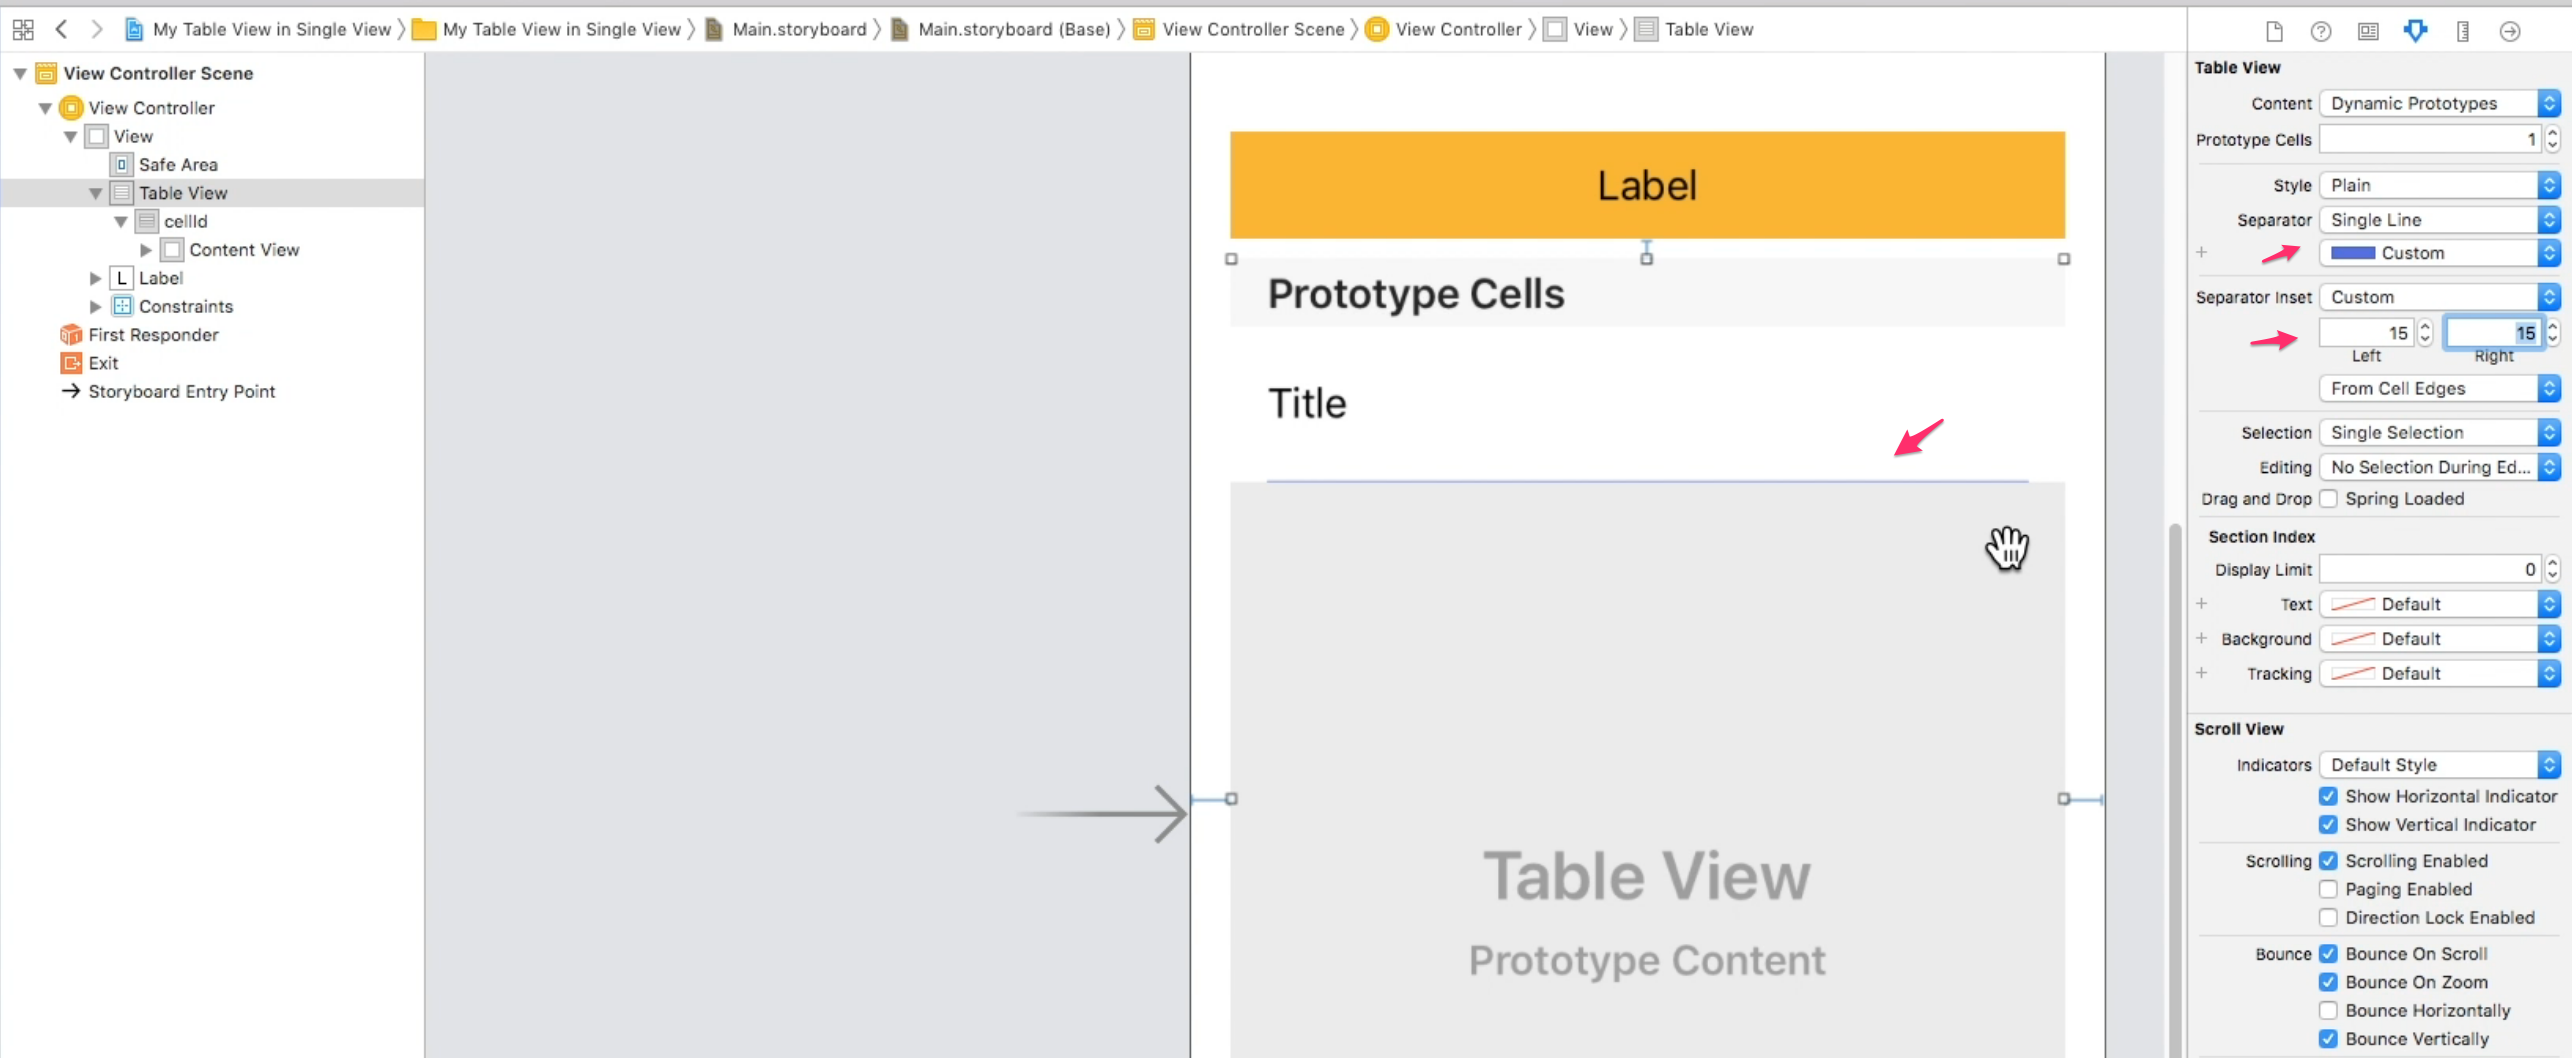 My Table View in Single View
My Table View in Single View
Main.storyboard
Main.storyboard (Base)
View Controller Scene
View Controller
View
Table View
View Controller Scene
View Controller
View
Safe Area
Table View
cellId
Content View
L Label
Constraints
First Responder
Exit
Storyboard Entry Point
Label
Prototype Cells
Title
Table View
Prototype Content
Table View
Content Dynamic Prototypes
Prototype Cells 1
Style Plain
Separator Single Line
Custom
Separator Inset Custom
15 15
Left Right
From Cell Edges
Selection Single Selection
Editing No Selection During Ed...
Drag and Drop Spring Loaded
Section Index
Display Limit 0
Text Default
Background Default
Tracking Default
Scroll View
Indicators Default Style
Show Horizontal Indicator
Show Vertical Indicator
Scrolling Scrolling Enabled
Paging Enabled
Direction Lock Enabled
Bounce Bounce On Scroll
Bounce On Zoom
Bounce Horizontally
Bounce Vertically